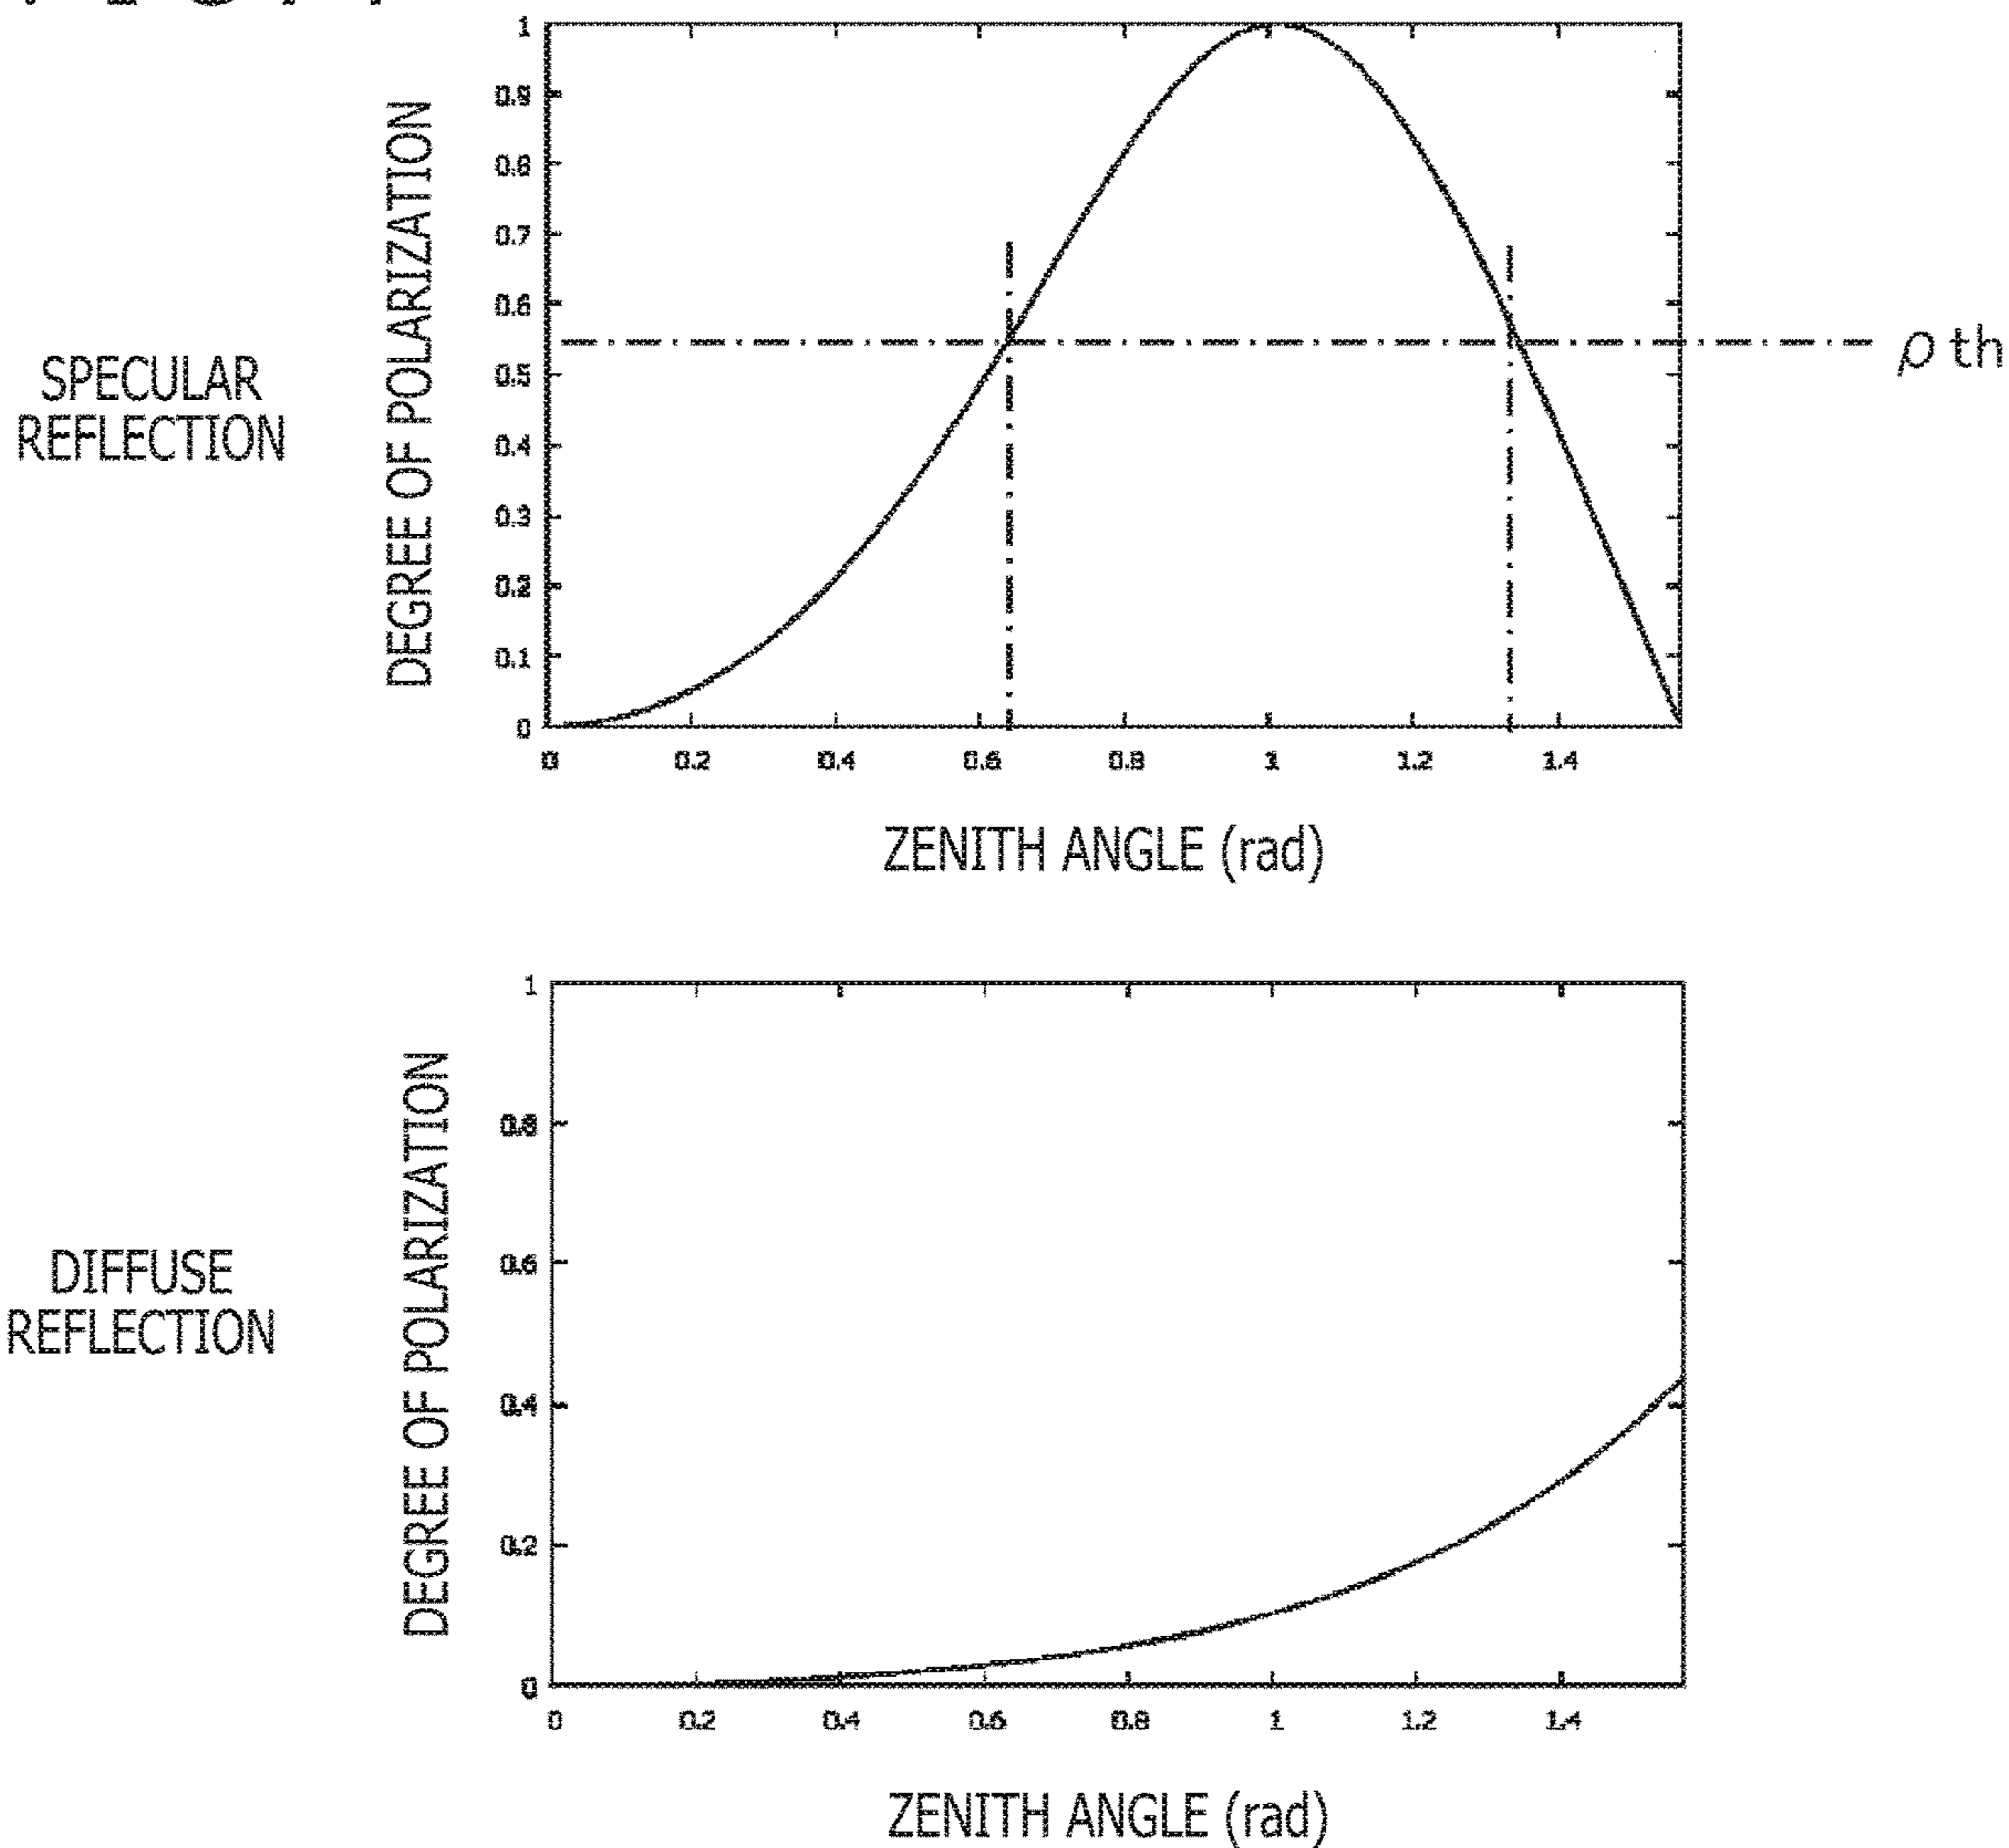 1
0.9
0.8
0.7
0.6
0.5
0.4
0.3
0.2
0.1
0
DEGREE OF POLARIZATION
SPECULAR
REFLECTION
ρ th
0 0.2 0.4 0.6 0.8 1 1.2 1.4
ZENITH ANGLE (rad)
1
0.8
0.6
0.4
0.2
0
DEGREE OF POLARIZATION
DIFFUSE
REFLECTION
0 0.2 0.4 0.6 0.8 1 1.2 1.4
ZENITH ANGLE (rad)